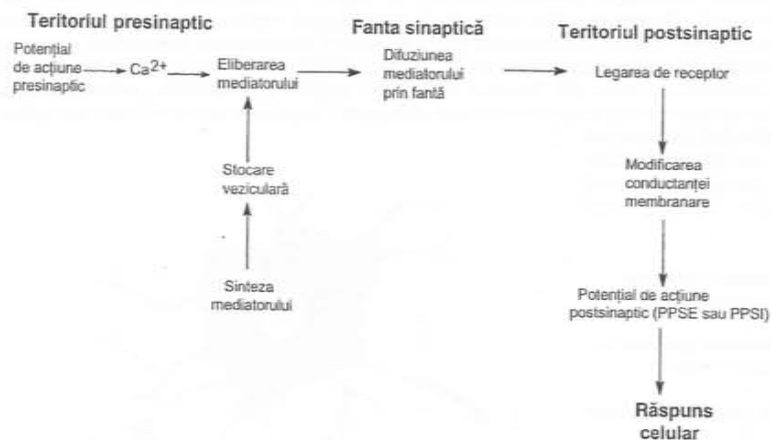 Teritoriul presinaptic
Potențial
de acțiune
presinaptic
Ca2+
Eliberarea
mediatorului
Stocare
veziculară
Sinteza
mediatorului
Fanta sinaptică
Difuziunea
mediatorului
prin fantă
Teritoriul postsinaptic
Legarea de receptor
Modificarea
conductanței
membranare
Potențial de acțiune
postsinaptic (PPSE sau PPSI)
Răspuns
celular